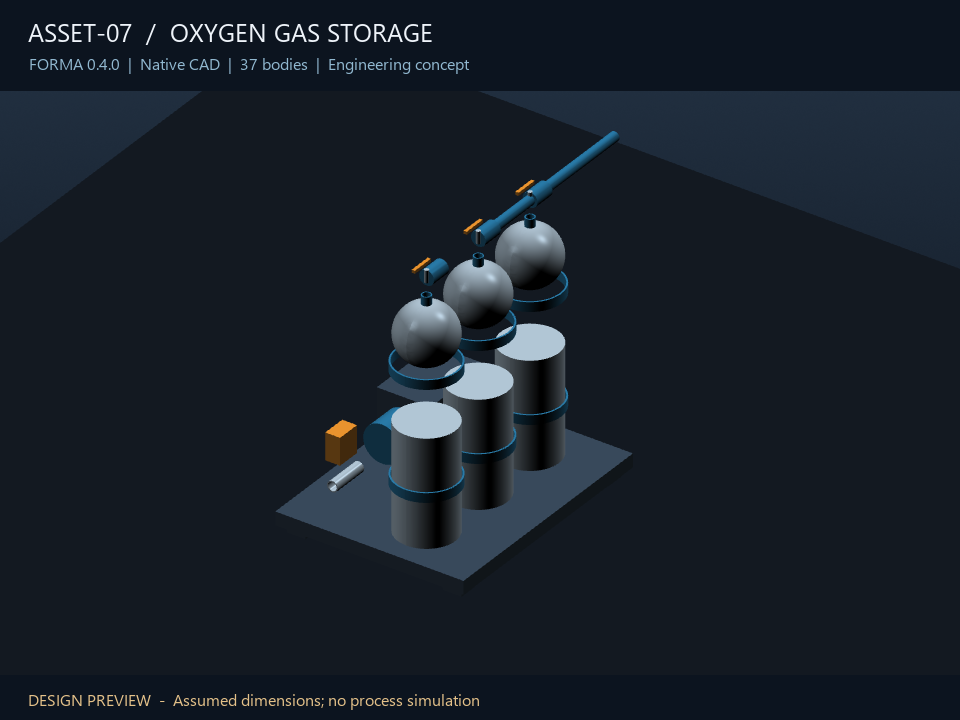 ASSET-07 / OXYGEN GAS STORAGE
FORMA 0.4.0 | Native CAD | 37 bodies | Engineering concept
DESIGN PREVIEW - Assumed dimensions; no process simulation